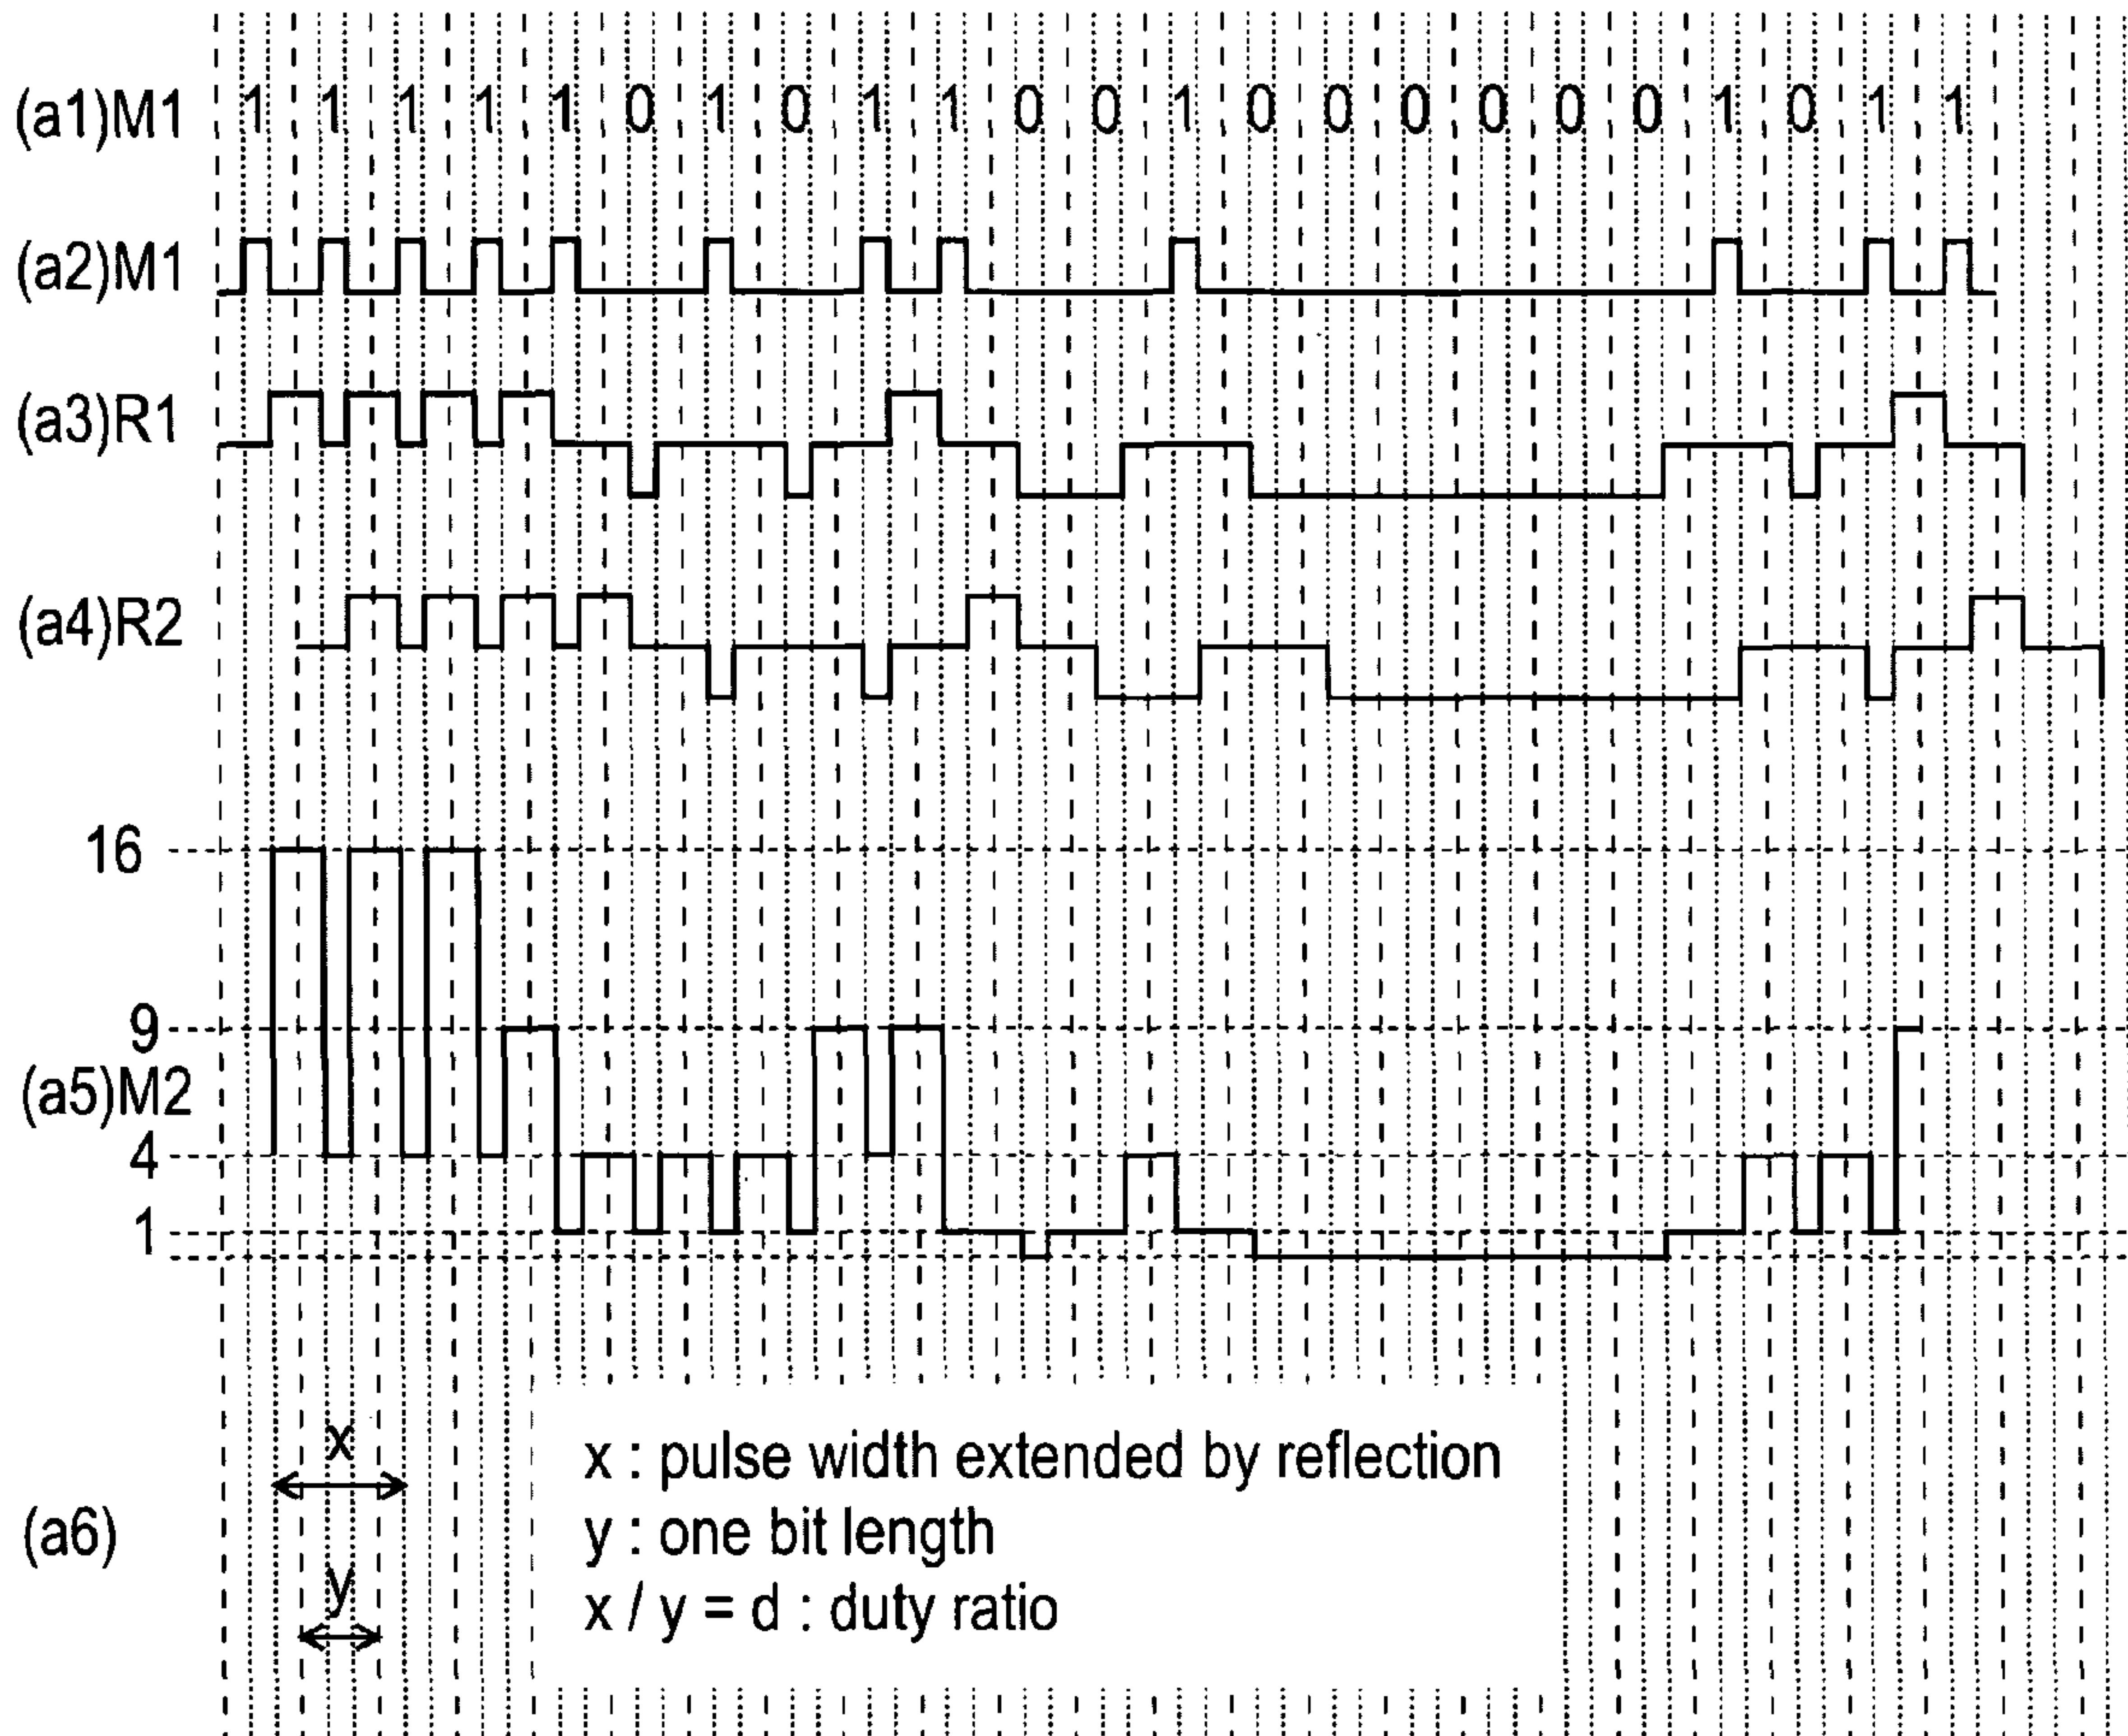 (a1)M1 1 1 1 1 1 0 1 0 1 1 0 0 1 0 0 0 0 0 0 1 0 1 1
(a2)M1
(a3)R1
(a4)R2
16
9
(a5)M2
4
1
x
x : pulse width extended by reflection
(a6)
y : one bit length
y
x / y = d : duty ratio